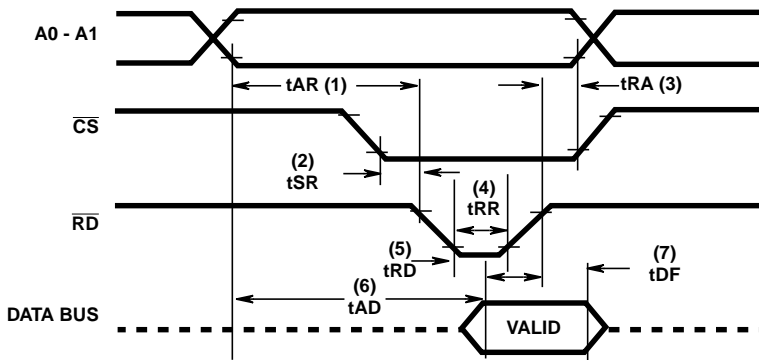 A0 - A1
tAR (1)
tRA (3)
CS
(2)
tSR
(4)
tRR
RD
(5)
tRD
(7)
tDF
(6)
tAD
DATA BUS
VALID